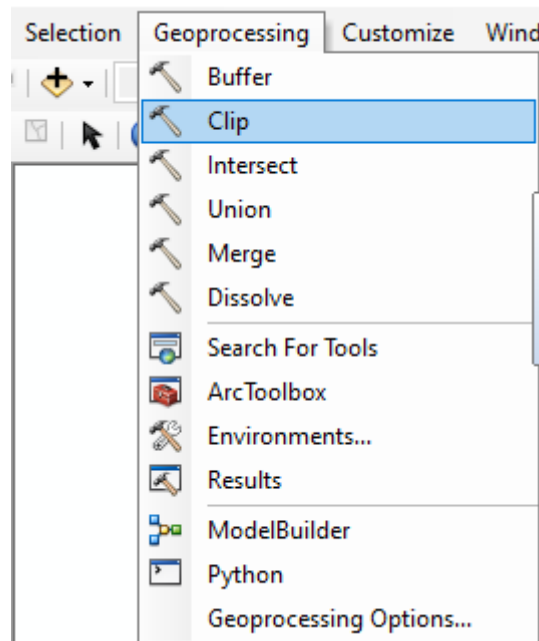 Selection Geoprocessing Customize Wind
Buffer
Clip
Intersect
Union
Merge
Dissolve
Search For Tools
ArcToolbox
Environments...
Results
ModelBuilder
Python
Geoprocessing Options...